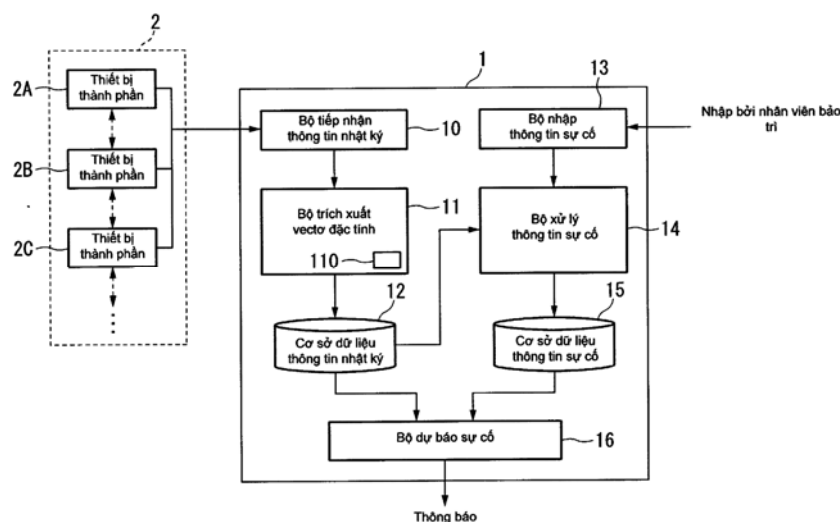 2
1
13
2A
Thiết bị
thành phần
Bộ tiếp nhận
thông tin nhật ký
10
Bộ nhập
thông tin sự cố
Nhập bởi nhân viên bảo
trì
2B
Thiết bị
thành phần
Bộ trích xuất
vectơ đặc tính
11
110
Bộ xử lý
thông tin sự cố
14
2C
Thiết bị
thành phần
12
Cơ sở dữ liệu
thông tin nhật ký
15
Cơ sở dữ liệu
thông tin sự cố
Bộ dự báo sự cố
16
Thông báo